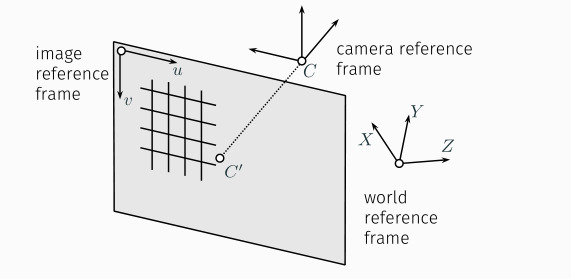 image
reference
frame
u
v
C
camera reference
frame
C′
X
Y
Z
world
reference
frame